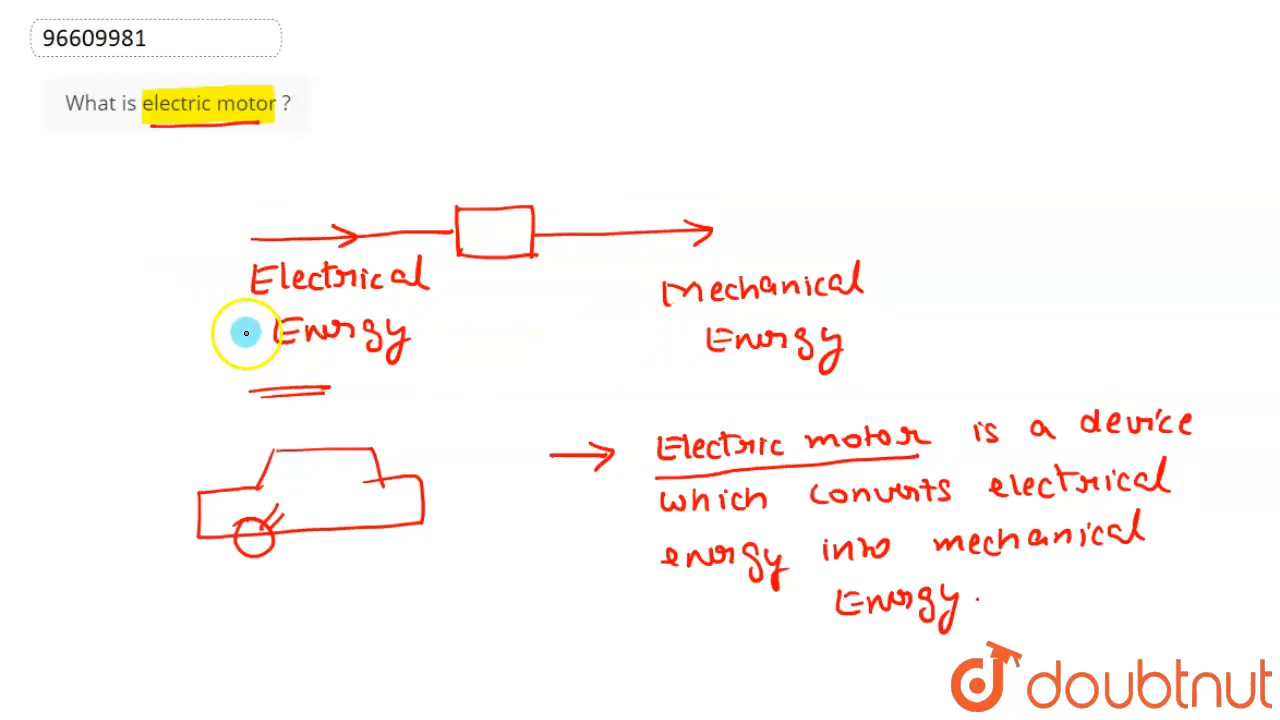 96609981
What is electric motor ?
Electrical
Energy
Mechanical
Energy
Electric motor is a device
which converts electrical
energy into mechanical
Energy.
doubtnut